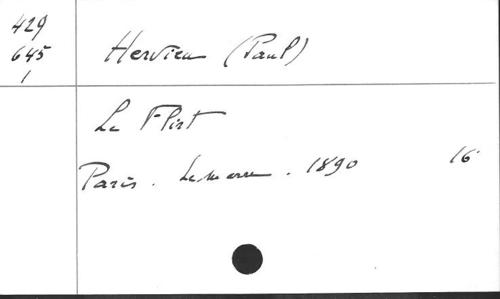 429
645
1
Hervieu (Paul)
Le Flirt
Paris. Lemerre. 1890 16